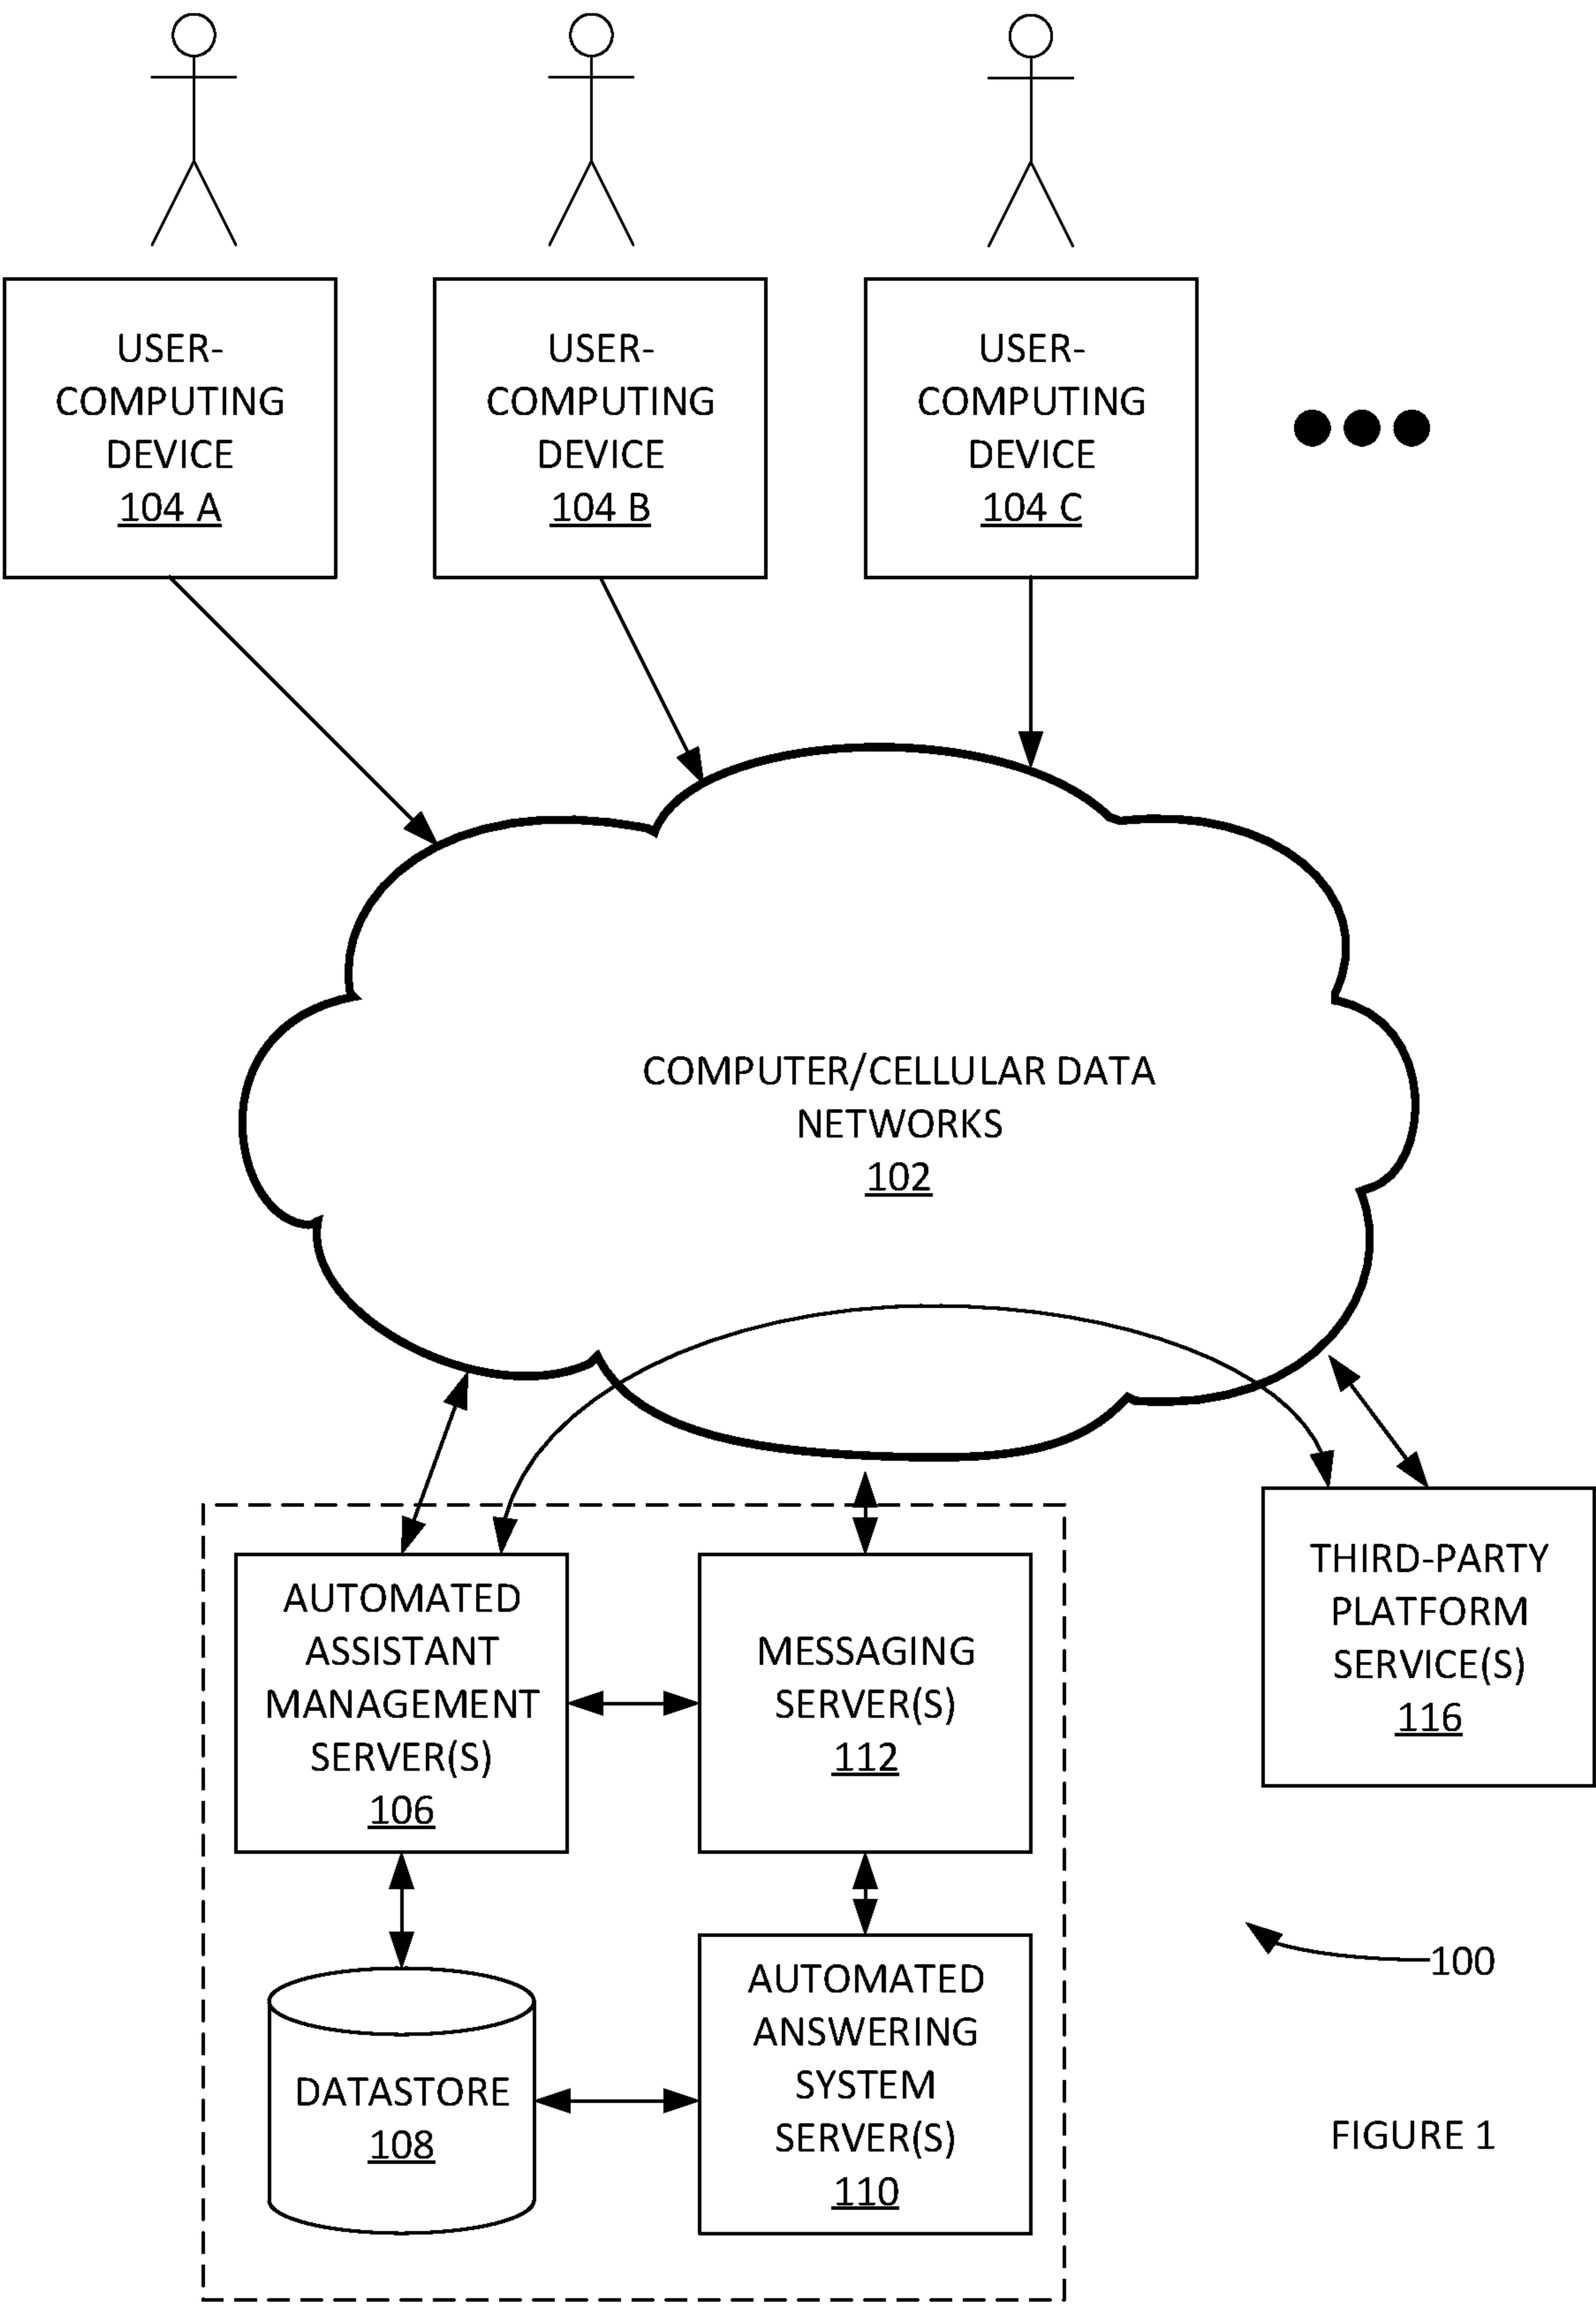 USER-
COMPUTING
DEVICE
104 A
USER-
COMPUTING
DEVICE
104 B
USER-
COMPUTING
DEVICE
104 C
COMPUTER/CELLULAR DATA
NETWORKS
102
AUTOMATED
ASSISTANT
MANAGEMENT
SERVER(S)
106
MESSAGING
SERVER(S)
112
THIRD-PARTY
PLATFORM
SERVICE(S)
116
DATASTORE
108
AUTOMATED
ANSWERING
SYSTEM
SERVER(S)
110
100
FIGURE 1